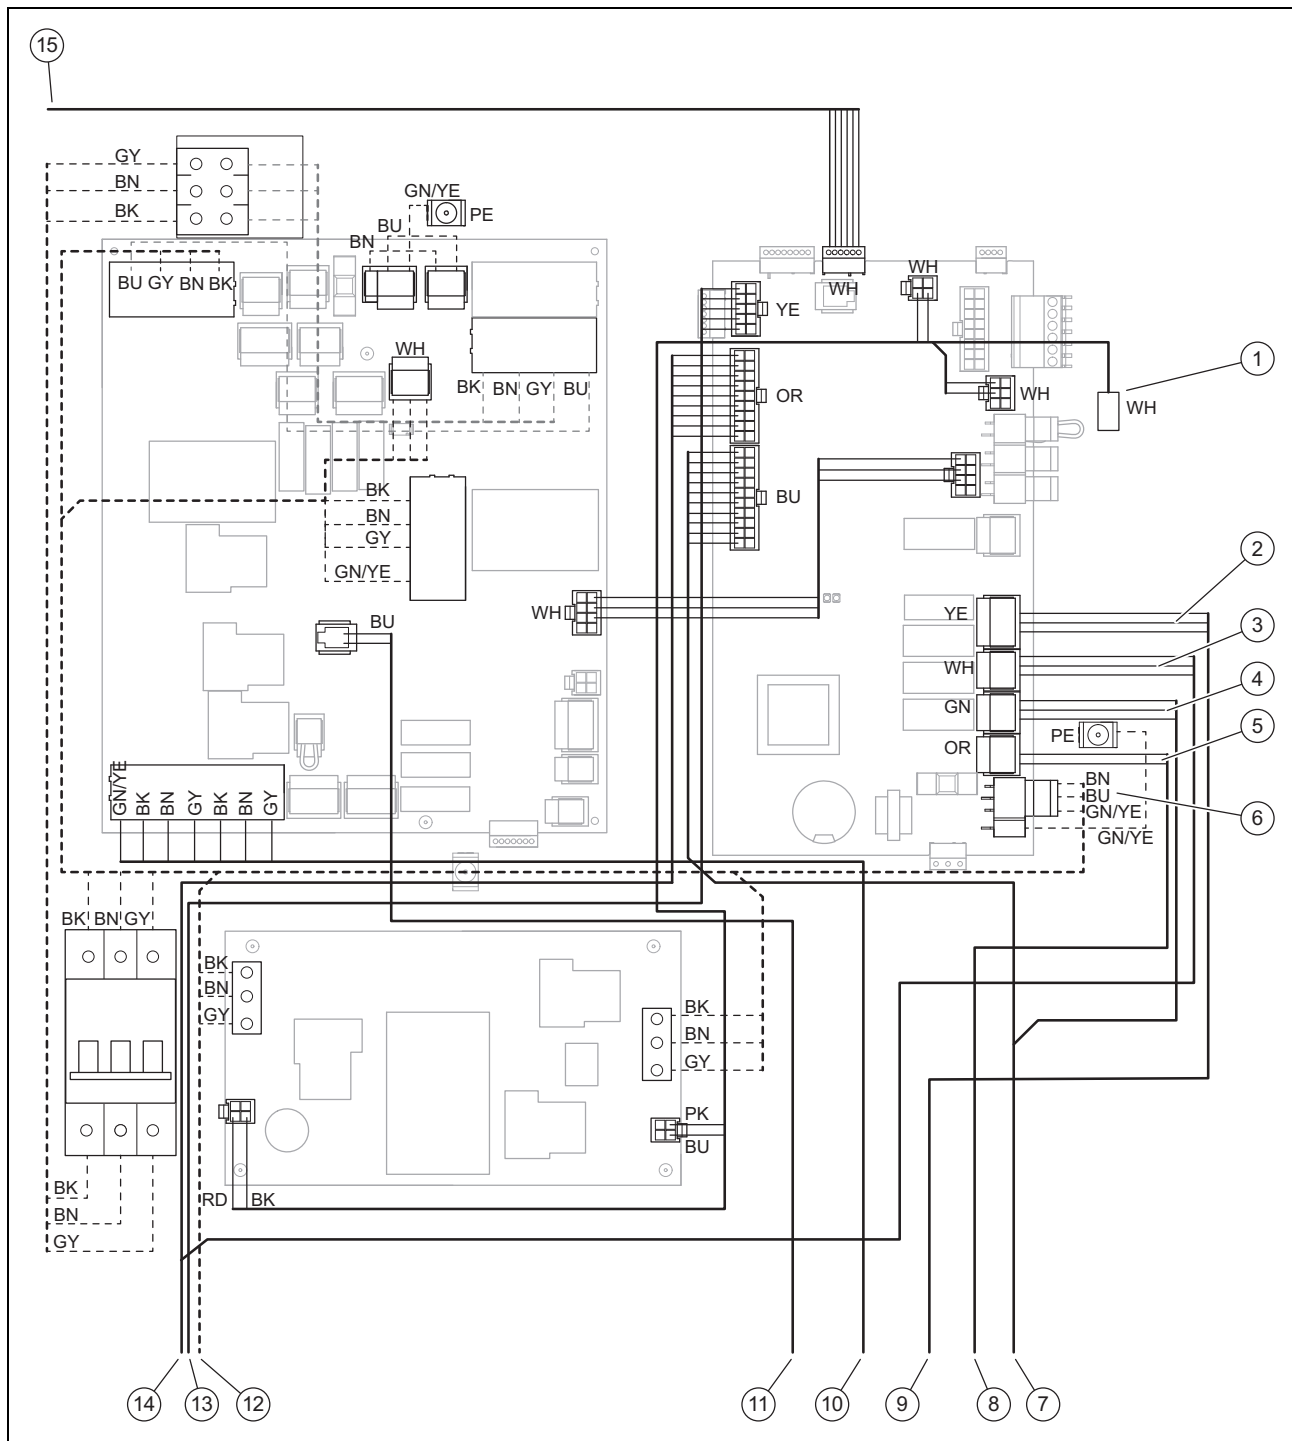 15
GY
BN
BK
GN/YE
PE
BU
BN
BU GY BN BK
WH
BK BN GY BU
BK
BN
GY
GN/YE
BU
WH
GN/YE BK BN GY BK BN GY
WH
WH
YE
OR
BU
WH
WH
1
2
YE
3
WH
4
GN
PE
5
OR
BN
BU
6
GN/YE
GN/YE
BK BN GY
BK
BN
GY
BK
BN
GY
PK
BU
RD BK
BK
BN
GY
14
13
12
11
10
9
8
7